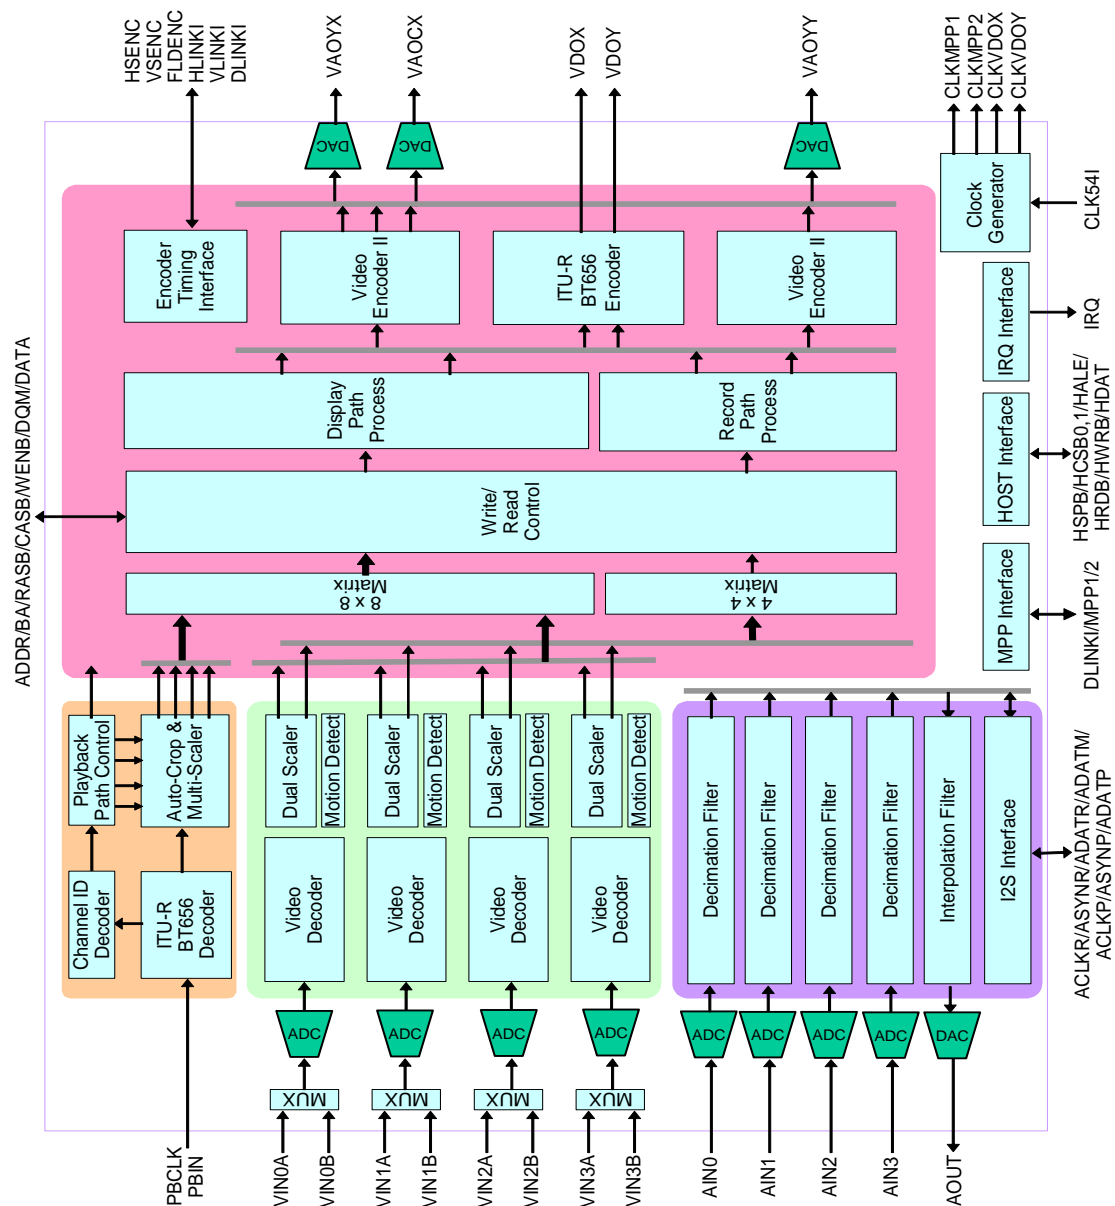 HSENC
VSENC
FLDENC
HLINKI
VLINKI
DLINKI
VAOYX
VAOCX
VDOX
VDOY
VAOYY
CLKMPP1
CLKMPP2
CLKVDOX
CLKVDOY
DAC
DAC
DAC
Clock
Generator
CLK54I
Encoder
Timing
Interface
Video
Encoder II
ITU-R
BT656
Encoder
Video
Encoder II
IRQ Interface
IRQ
Display
Path
Process
Record
Path
Process
HOST Interface
HSPB/HCSB0,1/HALE/
HRDB/HWRB/HDAT
ADDR/BA/RASB/CASB/WENB/DQM/DATA
Write/
Read
Control
8 x 8
Matrix
4 x 4
Matrix
MPP Interface
DLINKI/MPP1/2
Playback
Path Control
Auto-Crop &
Multi-Scaler
Dual Scaler
Motion Detect
Dual Scaler
Motion Detect
Dual Scaler
Motion Detect
Dual Scaler
Motion Detect
Channel ID
Decoder
ITU-R
BT656
Decoder
Video
Decoder
Video
Decoder
Video
Decoder
Video
Decoder
Decimation Filter
Decimation Filter
Decimation Filter
Decimation Filter
Interpolation Filter
I2S Interface
ACLKR/ASYNR/ADATR/ADATM/
ACLKP/ASYNP/ADATP
ADC
ADC
ADC
ADC
ADC
ADC
ADC
ADC
DAC
MUX
MUX
MUX
MUX
PBCLK
PBIN
VIN0A
VIN0B
VIN1A
VIN1B
VIN2A
VIN2B
VIN3A
VIN3B
AIN0
AIN1
AIN2
AIN3
AOUT